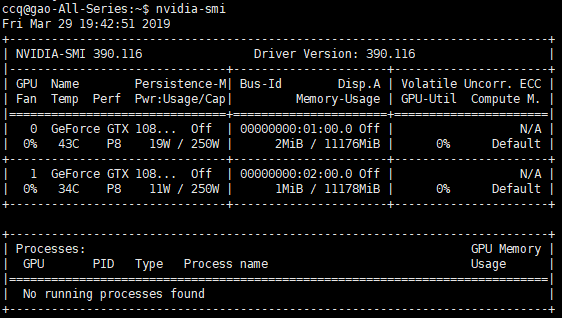 ccq@gao-All-Series:~$ nvidia-smi
Fri Mar 29 19:42:51 2019
+-----------------------------------------------------------------------------+
| NVIDIA-SMI 390.116                Driver Version: 390.116                   |
|-------------------------------+----------------------+----------------------+
| GPU  Name        Persistence-M| Bus-Id        Disp.A | Volatile Uncorr. ECC |
| Fan  Temp  Perf  Pwr:Usage/Cap|         Memory-Usage | GPU-Util  Compute M. |
|===============================+======================+======================|
|   0  GeForce GTX 108...  Off  | 00000000:01:00.0 Off |                  N/A |
|  0%   43C    P8    19W / 250W |      2MiB / 11176MiB |      0%      Default |
+-------------------------------+----------------------+----------------------+
|   1  GeForce GTX 108...  Off  | 00000000:02:00.0 Off |                  N/A |
|  0%   34C    P8    11W / 250W |      1MiB / 11178MiB |      0%      Default |
+-------------------------------+----------------------+----------------------+

+-----------------------------------------------------------------------------+
| Processes:                                                       GPU Memory |
|  GPU       PID   Type   Process name                             Usage      |
|=============================================================================|
|  No running processes found                                                 |
+-----------------------------------------------------------------------------+